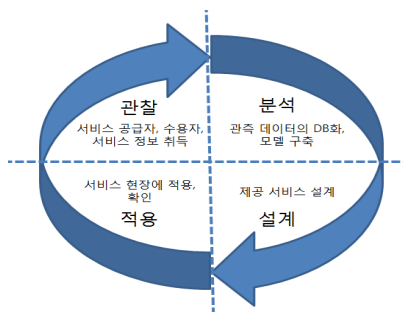 관찰
서비스 공급자, 수용자,
서비스 정보 취득
분석
관측 데이터의 DB화,
모델 구축
서비스 현장에 적용,
확인
적용
제공 서비스 설계
설계